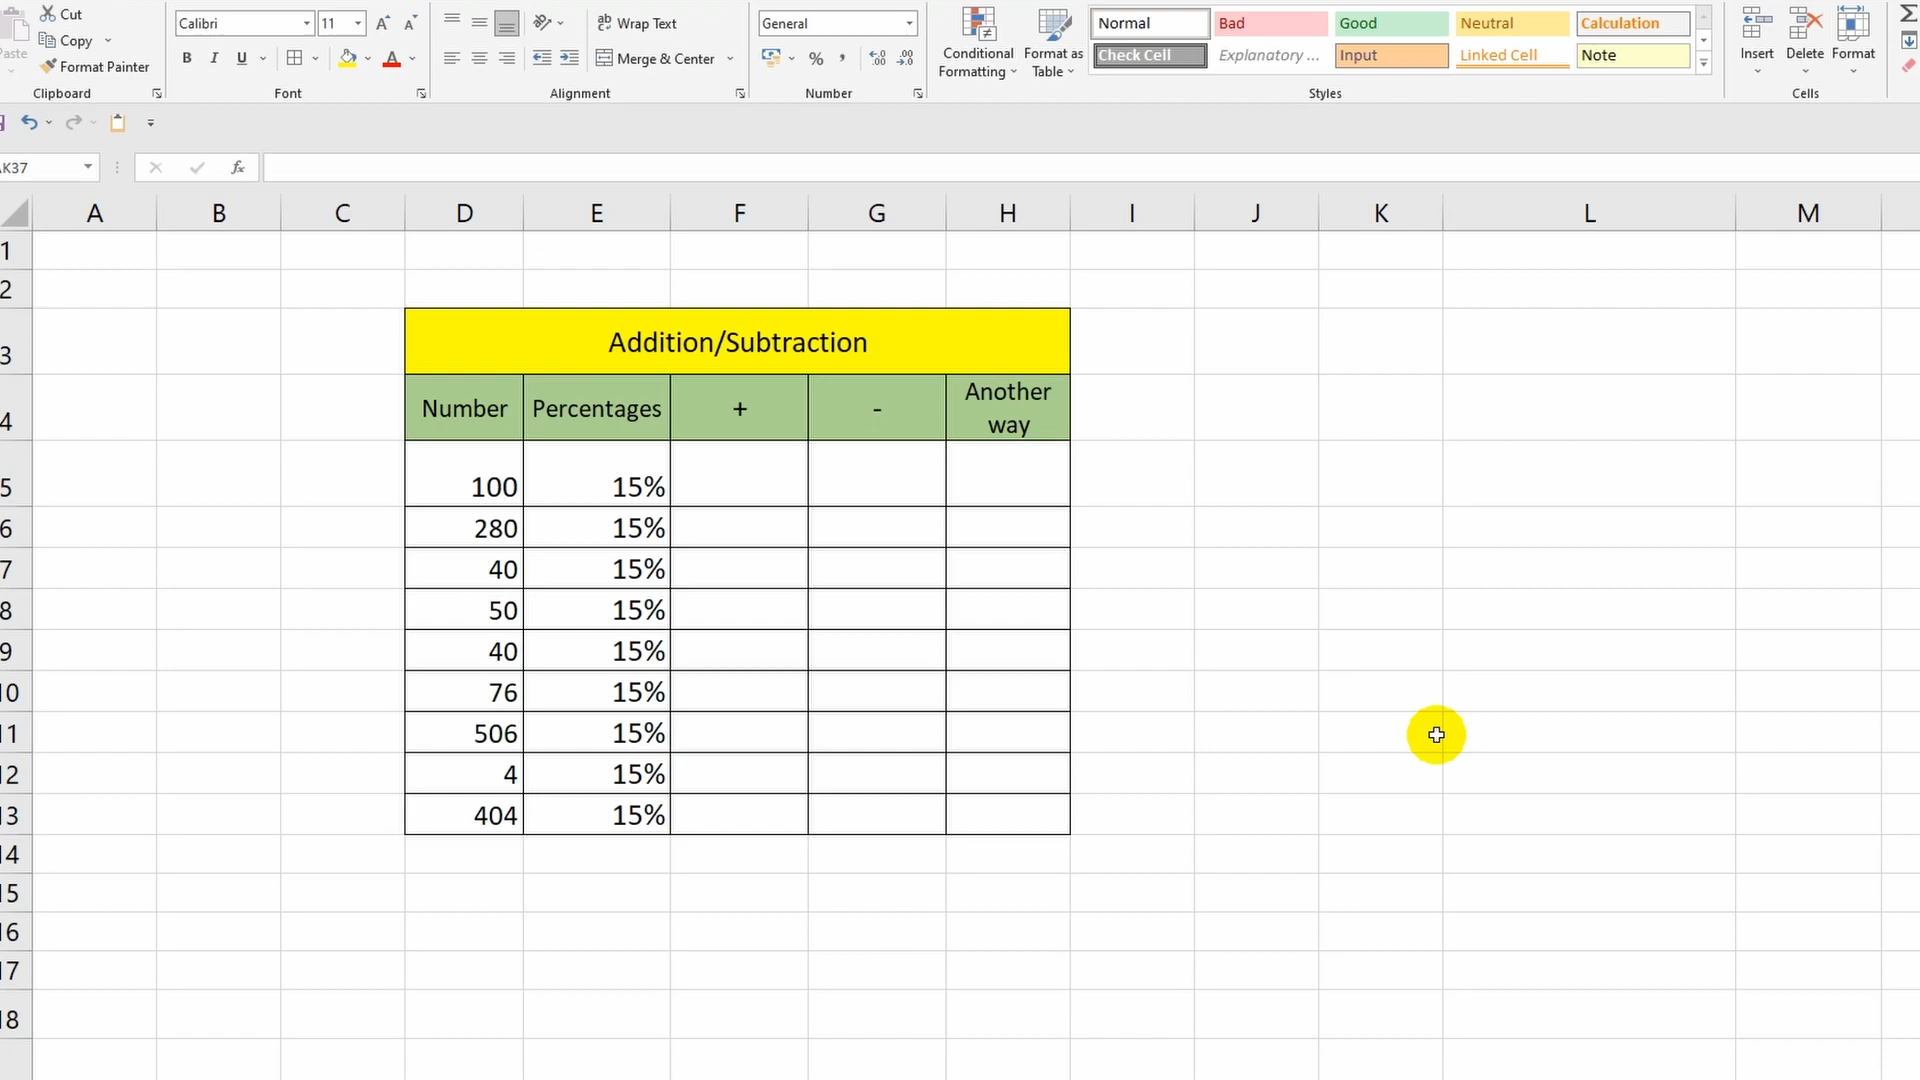 Cut
Calibri
11
A
A
ab Wrap Text
General
Conditional Formatting
Format as Table
Normal
Bad
Good
Neutral
Calculation
Check Cell
Explanatory ...
Input
Linked Cell
Note
Insert
Delete
Format
Copy
Format Painter
B I U
A
Merge & Center
%
Clipboard
Font
Alignment
Number
Styles
Cells
K37
fx
A B C D E F G H I J K L M
1
2
3 Addition/Subtraction
4 Number Percentages + - Another way
5 100 15%
6 280 15%
7 40 15%
8 50 15%
9 40 15%
10 76 15%
11 506 15%
12 4 15%
13 404 15%
14
15
16
17
18